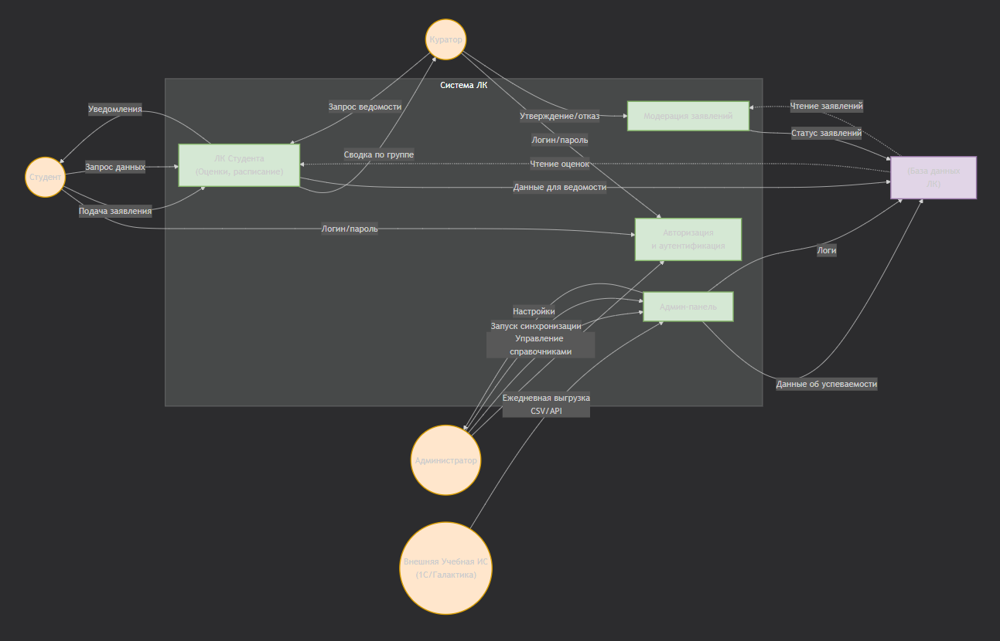 Куратор
Система ЛК
Уведомления
Запрос ведомости
Чтение заявлений
Утверждение/отказ
Модерация заявлений
Статус заявлений
Логин/пароль
Сводка по группе
ЛК Студента
(Оценки, расписание)
Запрос данных
Чтение оценок
Студент
(База данных
ЛК)
Данные для ведомости
Подача заявления
Логин/пароль
Авторизация
и аутентификация
Логи
Настройки
Админ-панель
Запуск синхронизации
Управление
справочниками
Данные об успеваемости
Ежедневная выгрузка
CSV/API
Администратор
Внешняя Учебная ИС
(1С/Галактика)